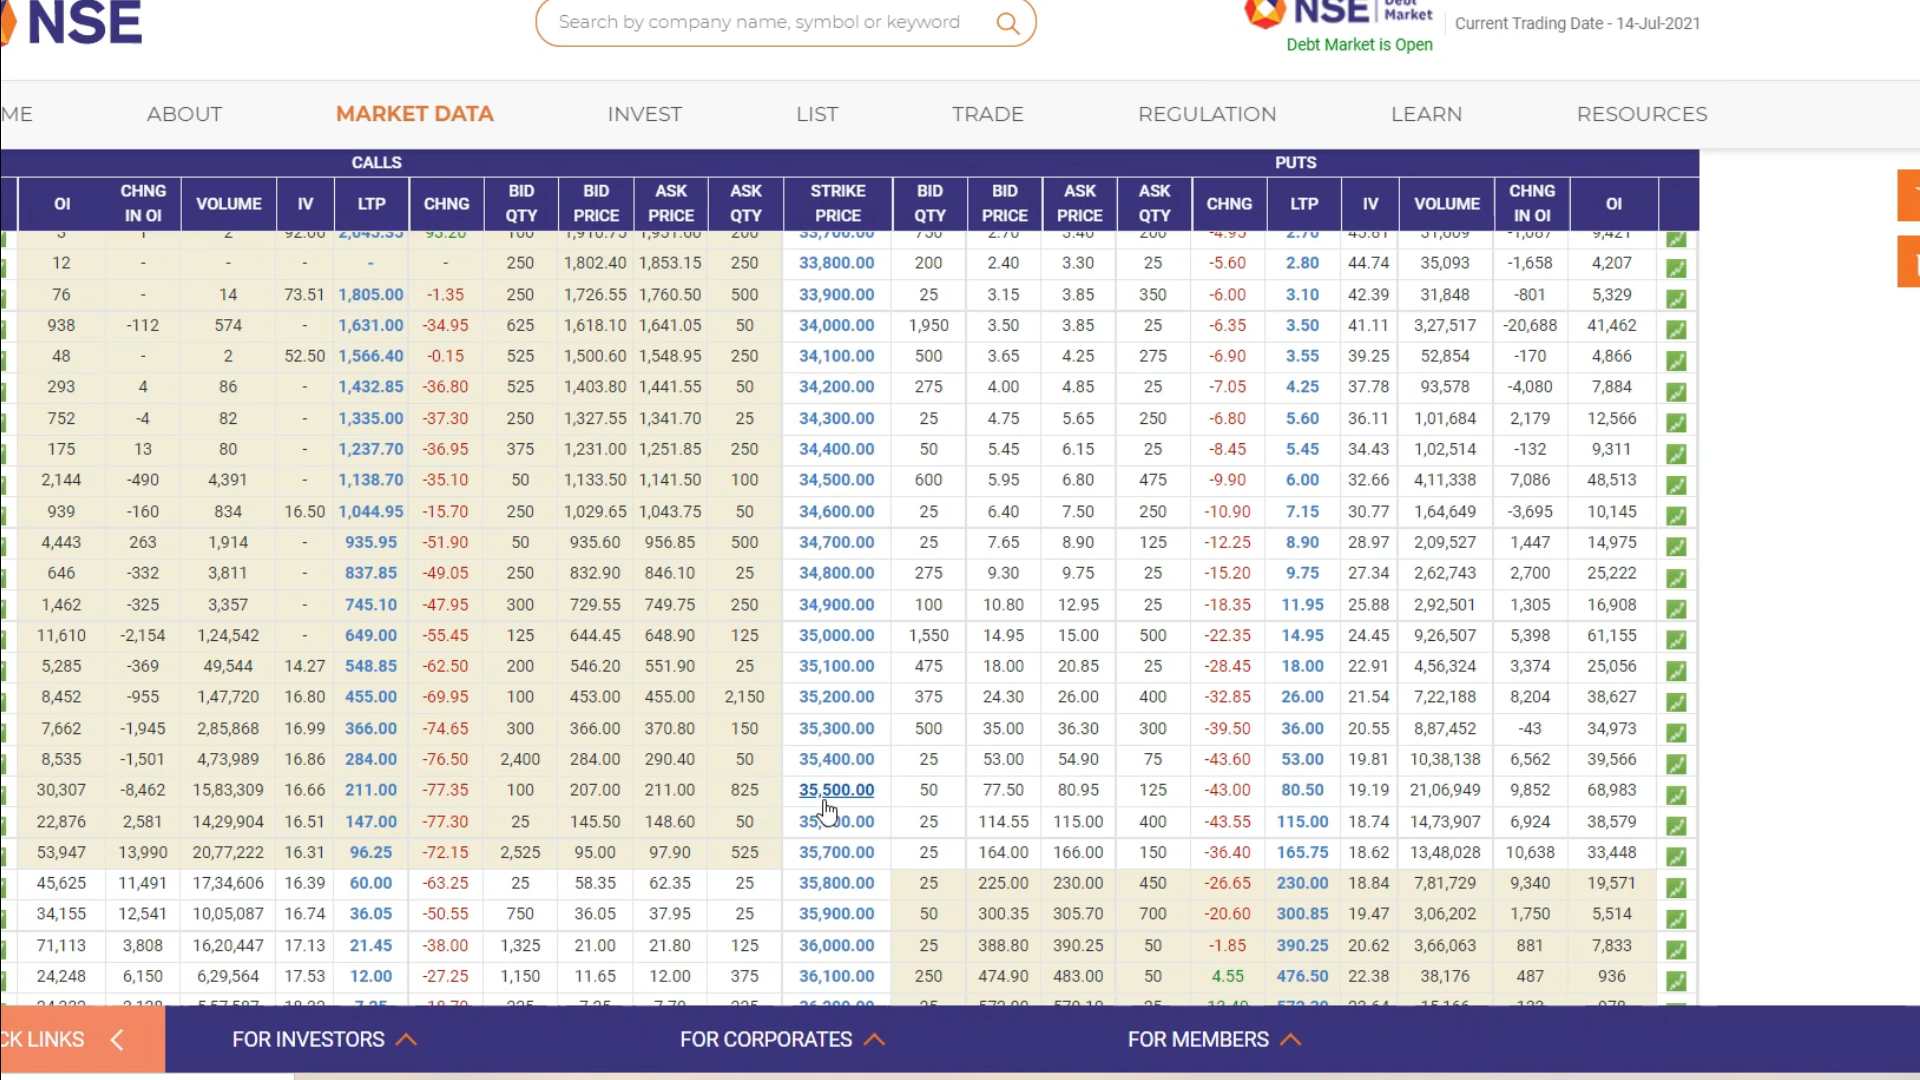 NSE
Search by company name, symbol or keyword
NSE Debt Market
Current Trading Date - 14-Jul-2021
Debt Market is Open
ME ABOUT MARKET DATA INVEST LIST TRADE REGULATION LEARN RESOURCES
CALLS PUTS
OI CHNG IN OI VOLUME IV LTP CHNG BID QTY BID PRICE ASK PRICE ASK QTY STRIKE PRICE BID QTY BID PRICE ASK PRICE ASK QTY CHNG LTP IV VOLUME CHNG IN OI OI
12 - - - - - 250 1,802.40 1,853.15 250 33,800.00 200 2.40 3.30 25 -5.60 2.80 44.74 35,093 -1,658 4,207
76 - 14 73.51 1,805.00 -1.35 250 1,726.55 1,760.50 500 33,900.00 25 3.15 3.85 350 -6.00 3.10 42.39 31,848 -801 5,329
938 -112 574 - 1,631.00 -34.95 625 1,618.10 1,641.05 50 34,000.00 1,950 3.50 3.85 25 -6.35 3.50 41.11 3,27,517 -20,688 41,462
48 - 2 52.50 1,566.40 -0.15 525 1,500.60 1,548.95 250 34,100.00 500 3.65 4.25 275 -6.90 3.55 39.25 52,854 -170 4,866
293 4 86 - 1,432.85 -36.80 525 1,403.80 1,441.55 50 34,200.00 275 4.00 4.85 25 -7.05 4.25 37.78 93,578 -4,080 7,884
752 -4 82 - 1,335.00 -37.30 250 1,327.55 1,341.70 25 34,300.00 25 4.75 5.65 250 -6.80 5.60 36.11 1,01,684 2,179 12,566
175 13 80 - 1,237.70 -36.95 375 1,231.00 1,251.85 250 34,400.00 50 5.45 6.15 25 -8.45 5.45 34.43 1,02,514 -132 9,311
2,144 -490 4,391 - 1,138.70 -35.10 50 1,133.50 1,141.50 100 34,500.00 600 5.95 6.80 475 -9.90 6.00 32.66 4,11,338 7,086 48,513
939 -160 834 16.50 1,044.95 -15.70 250 1,029.65 1,043.75 50 34,600.00 25 6.40 7.50 250 -10.90 7.15 30.77 1,64,649 -3,695 10,145
4,443 263 1,914 - 935.95 -51.90 50 935.60 956.85 500 34,700.00 25 7.65 8.90 125 -12.25 8.90 28.97 2,09,527 1,447 14,975
646 -332 3,811 - 837.85 -49.05 250 832.90 846.10 25 34,800.00 275 9.30 9.75 25 -15.20 9.75 27.34 2,62,743 2,700 25,222
1,462 -325 3,357 - 745.10 -47.95 300 729.55 749.75 250 34,900.00 100 10.80 12.95 25 -18.35 11.95 25.88 2,92,501 1,305 16,908
11,610 -2,154 1,24,542 - 649.00 -55.45 125 644.45 648.90 125 35,000.00 1,550 14.95 15.00 500 -22.35 14.95 24.45 9,26,507 5,398 61,155
5,285 -369 49,544 14.27 548.85 -62.50 200 546.20 551.90 25 35,100.00 475 18.00 20.85 25 -28.45 18.00 22.91 4,56,324 3,374 25,056
8,452 -955 1,47,720 16.80 455.00 -69.95 100 453.00 455.00 2,150 35,200.00 375 24.30 26.00 400 -32.85 26.00 21.54 7,22,188 8,204 38,627
7,662 -1,945 2,85,868 16.99 366.00 -74.65 300 366.00 370.80 150 35,300.00 500 35.00 36.30 300 -39.50 36.00 20.55 8,87,452 -43 34,973
8,535 -1,501 4,73,989 16.86 284.00 -76.50 2,400 284.00 290.40 50 35,400.00 25 53.00 54.90 75 -43.60 53.00 19.81 10,38,138 6,562 39,566
30,307 -8,462 15,83,309 16.66 211.00 -77.35 100 207.00 211.00 825 35,500.00 50 77.50 80.95 125 -43.00 80.50 19.19 21,06,949 9,852 68,983
22,876 2,581 14,29,904 16.51 147.00 -77.30 25 145.50 148.60 50 25 114.55 115.00 400 -43.55 115.00 18.74 14,73,907 6,924 38,579
53,947 13,990 20,77,222 16.31 96.25 -72.15 2,525 95.00 97.90 525 35,700.00 25 164.00 166.00 150 -36.40 165.75 18.62 13,48,028 10,638 33,448
45,625 11,491 17,34,606 16.39 60.00 -63.25 25 58.35 62.35 25 35,800.00 25 225.00 230.00 450 -26.65 230.00 18.84 7,81,729 9,340 19,571
34,155 12,541 10,05,087 16.74 36.05 -50.55 750 36.05 37.95 25 35,900.00 50 300.35 305.70 700 -20.60 300.85 19.47 3,06,202 1,750 5,514
71,113 3,808 16,20,447 17.13 21.45 -38.00 1,325 21.00 21.80 125 36,000.00 25 388.80 390.25 50 -1.85 390.25 20.62 3,66,063 881 7,833
24,248 6,150 6,29,564 17.53 12.00 -27.25 1,150 11.65 12.00 375 36,100.00 250 474.90 483.00 50 4.55 476.50 22.38 38,176 487 936
CK LINKS FOR INVESTORS FOR CORPORATES FOR MEMBERS